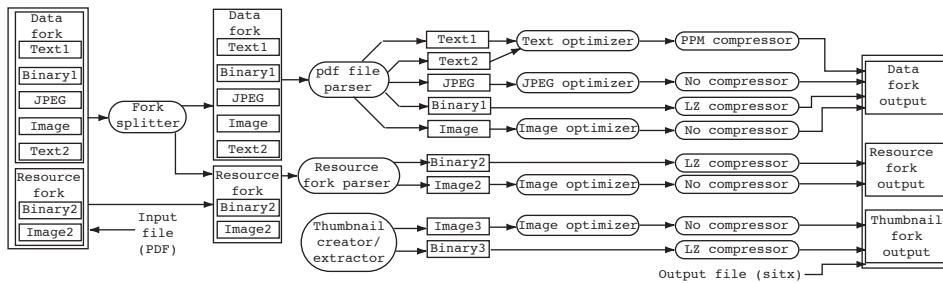 Data
fork
Text1
Binary1
JPEG
Image
Text2
Resource
fork
Binary2
Image2
Input
file
(PDF)
Fork
splitter
Data
fork
Text1
Binary1
JPEG
Image
Text2
Resource
fork
Binary2
Image2
pdf file
parser
Resource
fork parser
Thumbnail
creator/
extractor
Text1
Text optimizer
PPM compressor
Text2
JPEG
JPEG optimizer
No compressor
Binary1
LZ compressor
Image
Image optimizer
No compressor
Binary2
LZ compressor
Image2
Image optimizer
No compressor
Image3
Image optimizer
No compressor
Binary3
LZ compressor
Data
fork
output
Resource
fork
output
Thumbnail
fork
output
Output file (sitx)